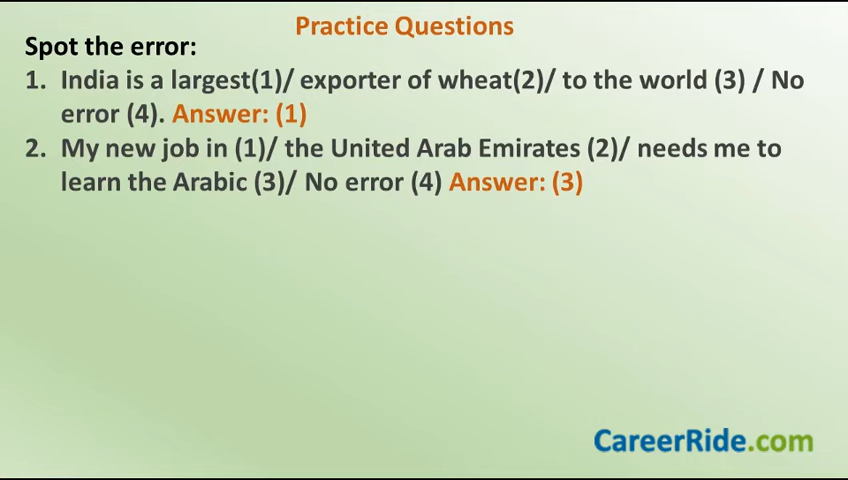 Practice Questions
Spot the error:
1. India is a largest(1)/ exporter of wheat(2)/ to the world (3) / No
error (4). Answer: (1)
2. My new job in (1)/ the United Arab Emirates (2)/ needs me to
learn the Arabic (3)/ No error (4) Answer: (3)
CareerRide.com